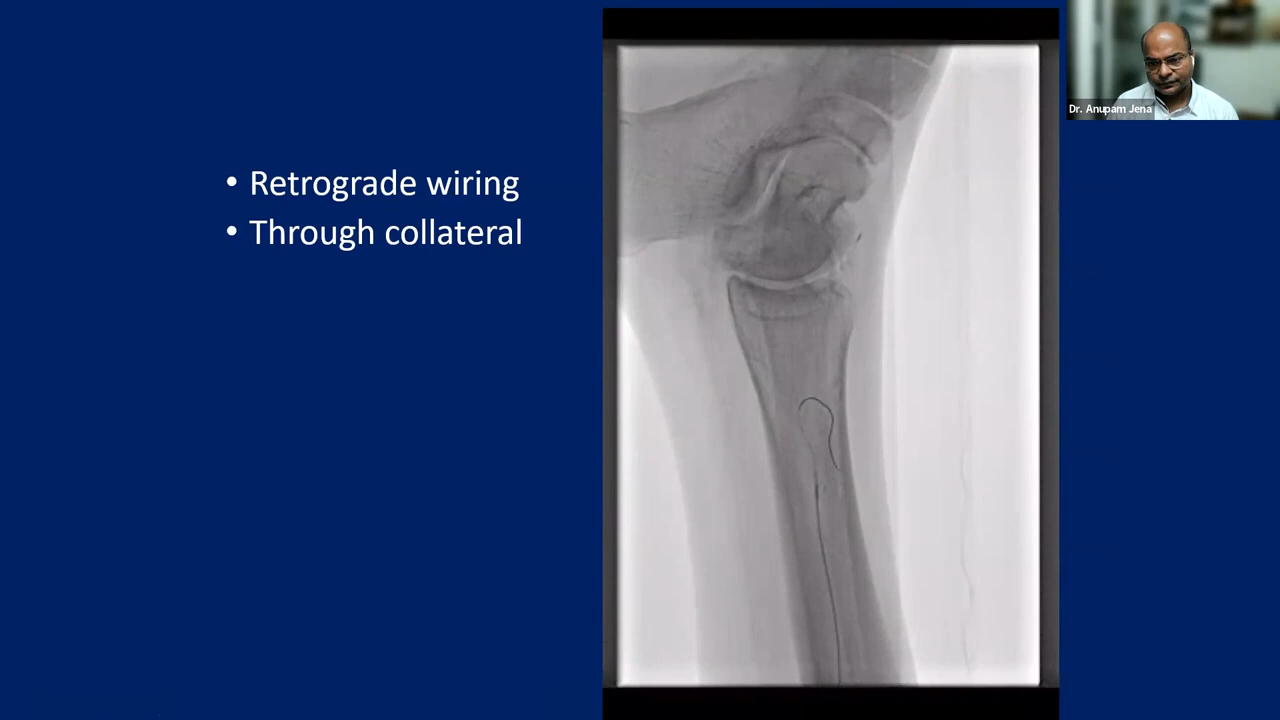 • Retrograde wiring
• Through collateral
Dr. Anupam Jena